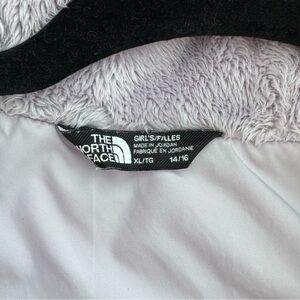 THE
NORTH
FACE
GIRL'S/FILLES
MADE IN JORDAN
FABRIQUÉ EN JORDANIE
XL/TG 14/16